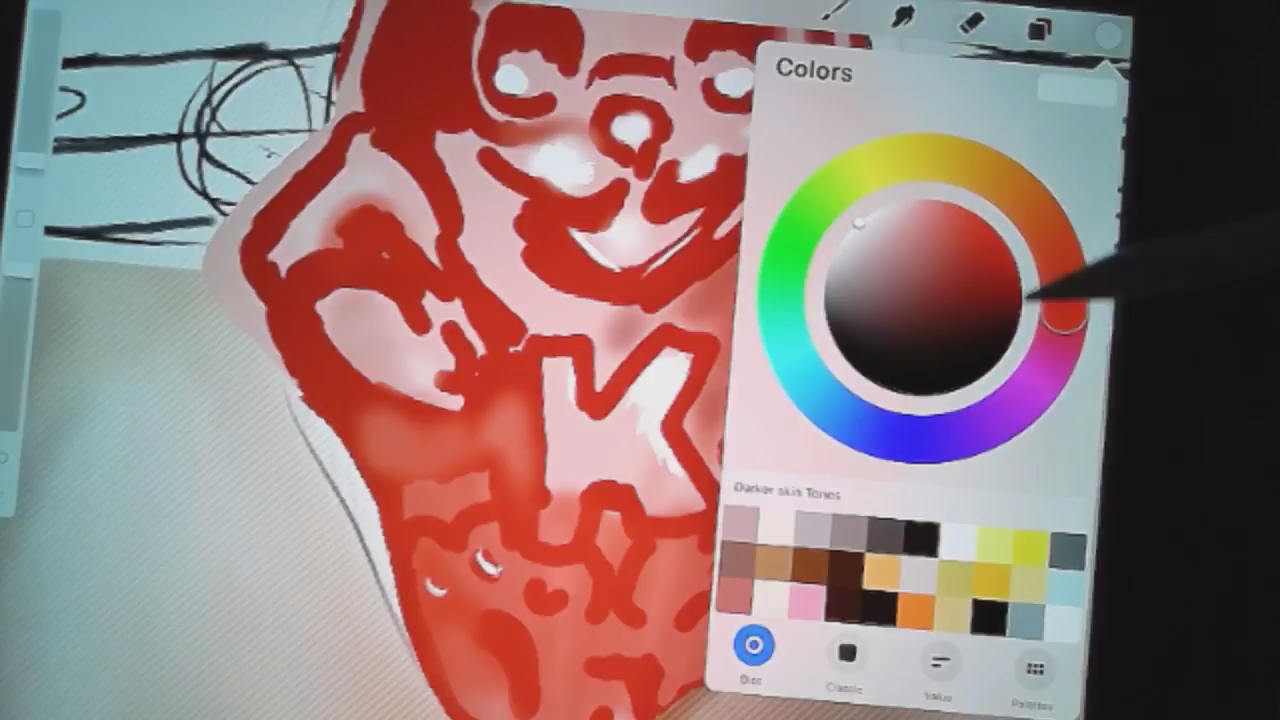 Colors
K
Darker skin Tones
Disc
Classic
Value
Palettes